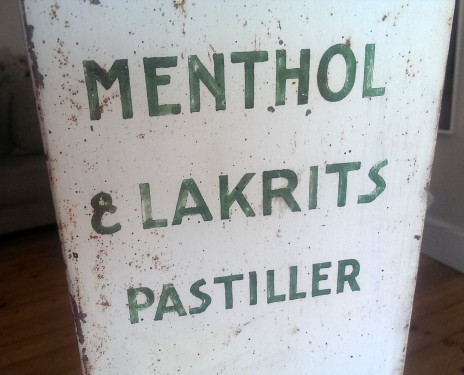 MENTHOL
& LAKRITS
PASTILLER